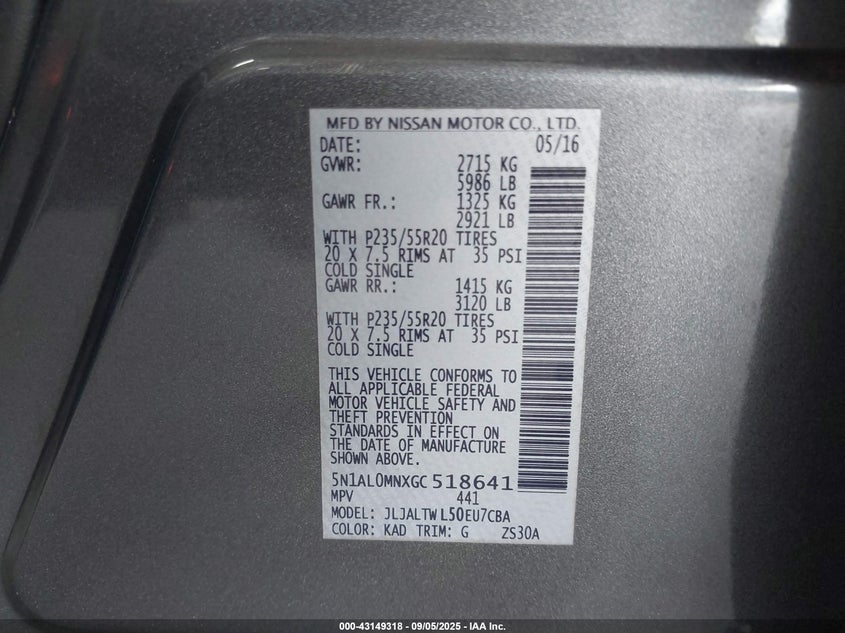 MFD BY NISSAN MOTOR CO., LTD.
DATE: 05/16
GVWR: 2715 KG
5986 LB
GAWR FR.: 1325 KG
2921 LB
WITH P235/55R20 TIRES
20 X 7.5 RIMS AT 35 PSI
COLD SINGLE
GAWR RR.: 1415 KG
3120 LB
WITH P235/55R20 TIRES
20 X 7.5 RIMS AT 35 PSI
COLD SINGLE
THIS VEHICLE CONFORMS TO
ALL APPLICABLE FEDERAL
MOTOR VEHICLE SAFETY AND
THEFT PREVENTION
STANDARDS IN EFFECT ON
THE DATE OF MANUFACTURE
SHOWN ABOVE.
5N1AL0MNXGC518641
MPV 441
MODEL: JLJALTWL50EU7CBA
COLOR: KAD TRIM: G ZS30A
000-43149318 - 09/05/2025 - IAA Inc.